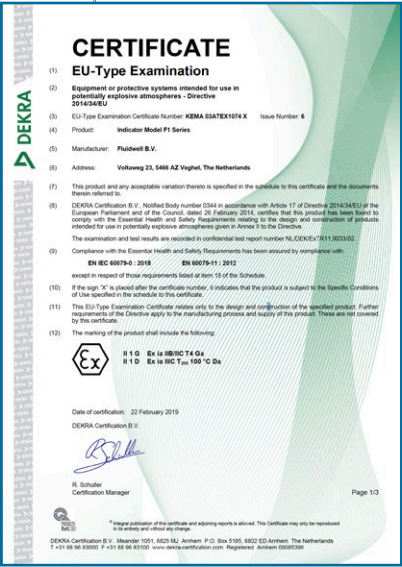 CERTIFICATE
(1) EU-Type Examination
(2) Equipment or protective systems intended for use in
potentially explosive atmospheres - Directive
2014/34/EU
(3) EU-Type Examination Certificate Number: KEMA 03ATEX1074 X Issue Number: 6
(4) Product: Indicator Model F1 Series
(5) Manufacturer: Fluidwell B.V.
(6) Address: Voltaweg 23, 5466 AZ Veghel, The Netherlands
(7) This product and any acceptable variation thereto is specified in the schedule to this certificate and the documents
therein referred to.
(8) DEKRA Certification B.V., Notified Body number 0344 in accordance with Article 17 of Directive 2014/34/EU of the
European Parliament and of the Council, dated 26 February 2014, certifies that this product has been found to
comply with the Essential Health and Safety Requirements relating to the design and construction of products
intended for use in potentially explosive atmospheres given in Annex II to the Directive.
The examination and test results are recorded in confidential test report number NL/DEK/ExTR11.0033/02.
(9) Compliance with the Essential Health and Safety Requirements has been assured by compliance with:
EN IEC 60079-0 : 2018 EN 60079-11 : 2012
except in respect of those requirements listed at item 18 of the Schedule.
(10) If the sign "X" is placed after the certificate number, it indicates that the product is subject to the Specific Conditions
of Use specified in the schedule to this certificate.
(11) This EU-Type Examination Certificate relates only to the design and construction of the specified product. Further
requirements of the Directive apply to the manufacturing process and supply of this product. These are not covered
by this certificate.
(12) The marking of the product shall include the following:
Ex
II 1 G Ex ia IIB/IIC T4 Ga
II 1 D Ex ia IIIC T₂₀₀ 100 °C Da
Date of certification: 22 February 2019
DEKRA Certification B.V.
R. Schuller
Certification Manager
Page 1/3
© Integral publication of this certificate and adjoining reports is allowed. This Certificate may only be reproduced
in its entirety and without any change.
DEKRA Certification B.V. Meander 1051, 6825 MJ Arnhem P.O. Box 5185, 6802 ED Arnhem The Netherlands
T +31 88 96 83000 F +31 88 96 83100 www.dekra-certification.com Registered Arnhem 09085396
DEKRA